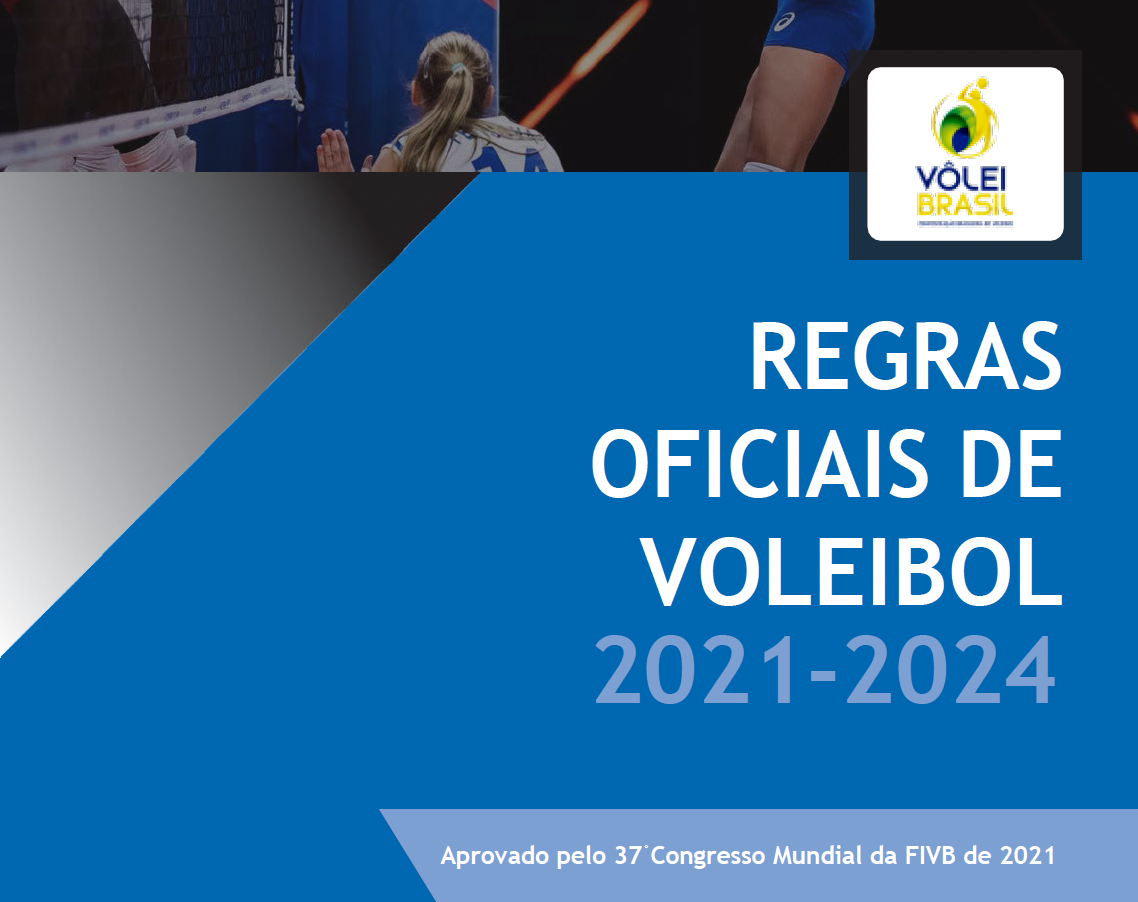 VÔLEI
BRASIL
REGRAS
OFICIAIS DE
VOLEIBOL
2021-2024
Aprovado pelo 37°Congresso Mundial da FIVB de 2021